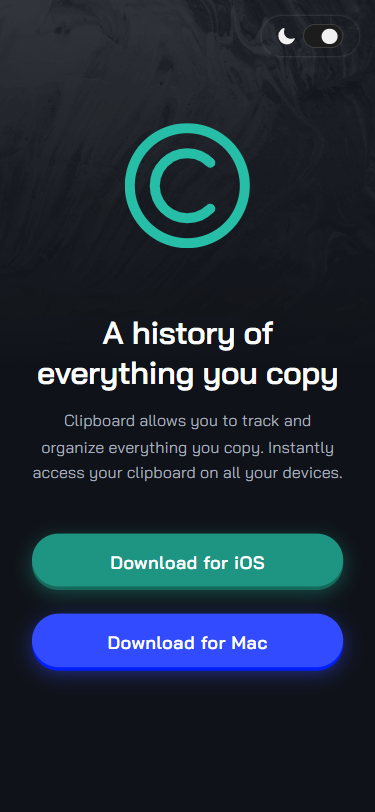 A history of
everything you copy
Clipboard allows you to track and
organize everything you copy. Instantly
access your clipboard on all your devices.
Download for iOS
Download for Mac